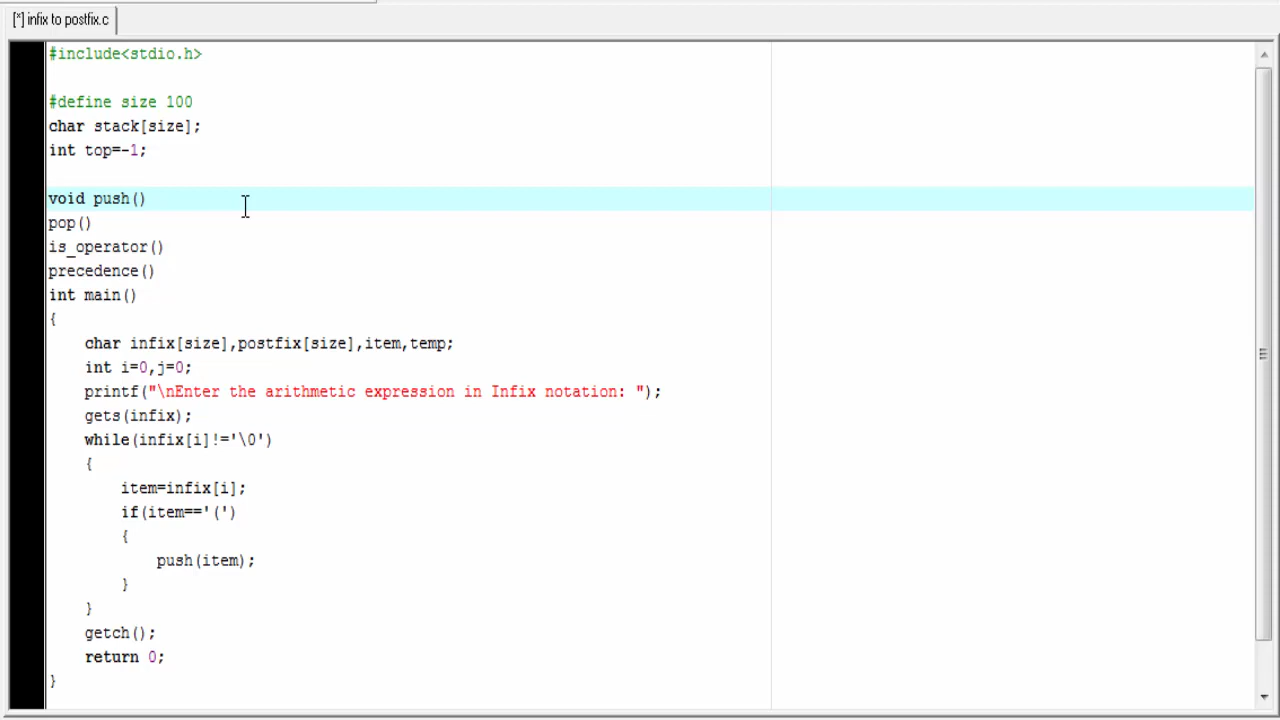 [*] infix to postfix.c
#include<stdio.h>
#define size 100
char stack[size];
int top=-1;
void push()
pop()
is_operator()
precedence()
int main()
{
char infix[size],postfix[size],item,temp;
int i=0,j=0;
printf("\nEnter the arithmetic expression in Infix notation: ");
gets(infix);
while(infix[i]!='\0')
{
item=infix[i];
if(item=='(')
{
push(item);
}
}
getch();
return 0;
}